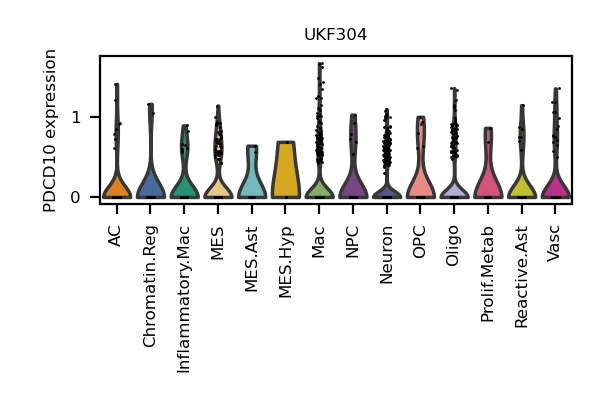 UKF304
PDCD10 expression
1
0
AC
Chromatin.Reg
Inflammatory.Mac
MES
MES.Ast
MES.Hyp
Mac
NPC
Neuron
OPC
Oligo
Prolif.Metab
Reactive.Ast
Vasc